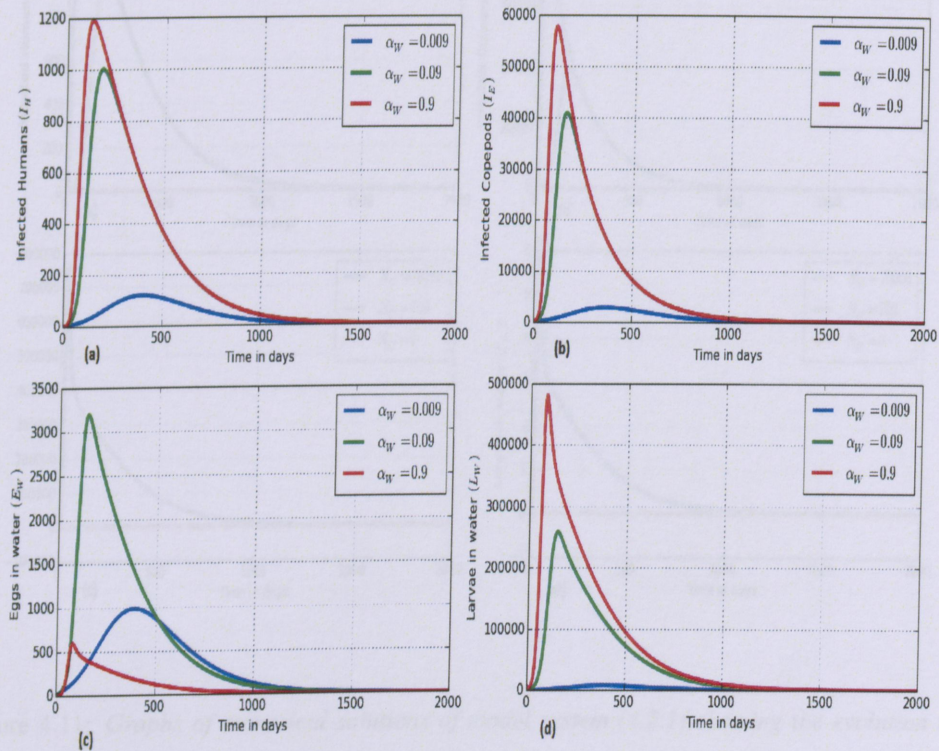 Infected Humans (I_H)
1200
1000
800
600
400
200
0
0 500 1000 1500 2000
α_W =0.009
α_W =0.09
α_W =0.9
(a)
Time in days
Infected Copepods (I_E)
60000
50000
40000
30000
20000
10000
0
0 500 1000 1500 2000
α_W =0.009
α_W =0.09
α_W =0.9
(b)
Time in days
Eggs in water (E_W)
3500
3000
2500
2000
1500
1000
500
0
0 500 1000 1500 2000
α_W =0.009
α_W =0.09
α_W =0.9
(c)
Time in days
Larvae in water (L_W)
500000
400000
300000
200000
100000
0
0 500 1000 1500 2000
α_W =0.009
α_W =0.09
α_W =0.9
(d)
Time in days